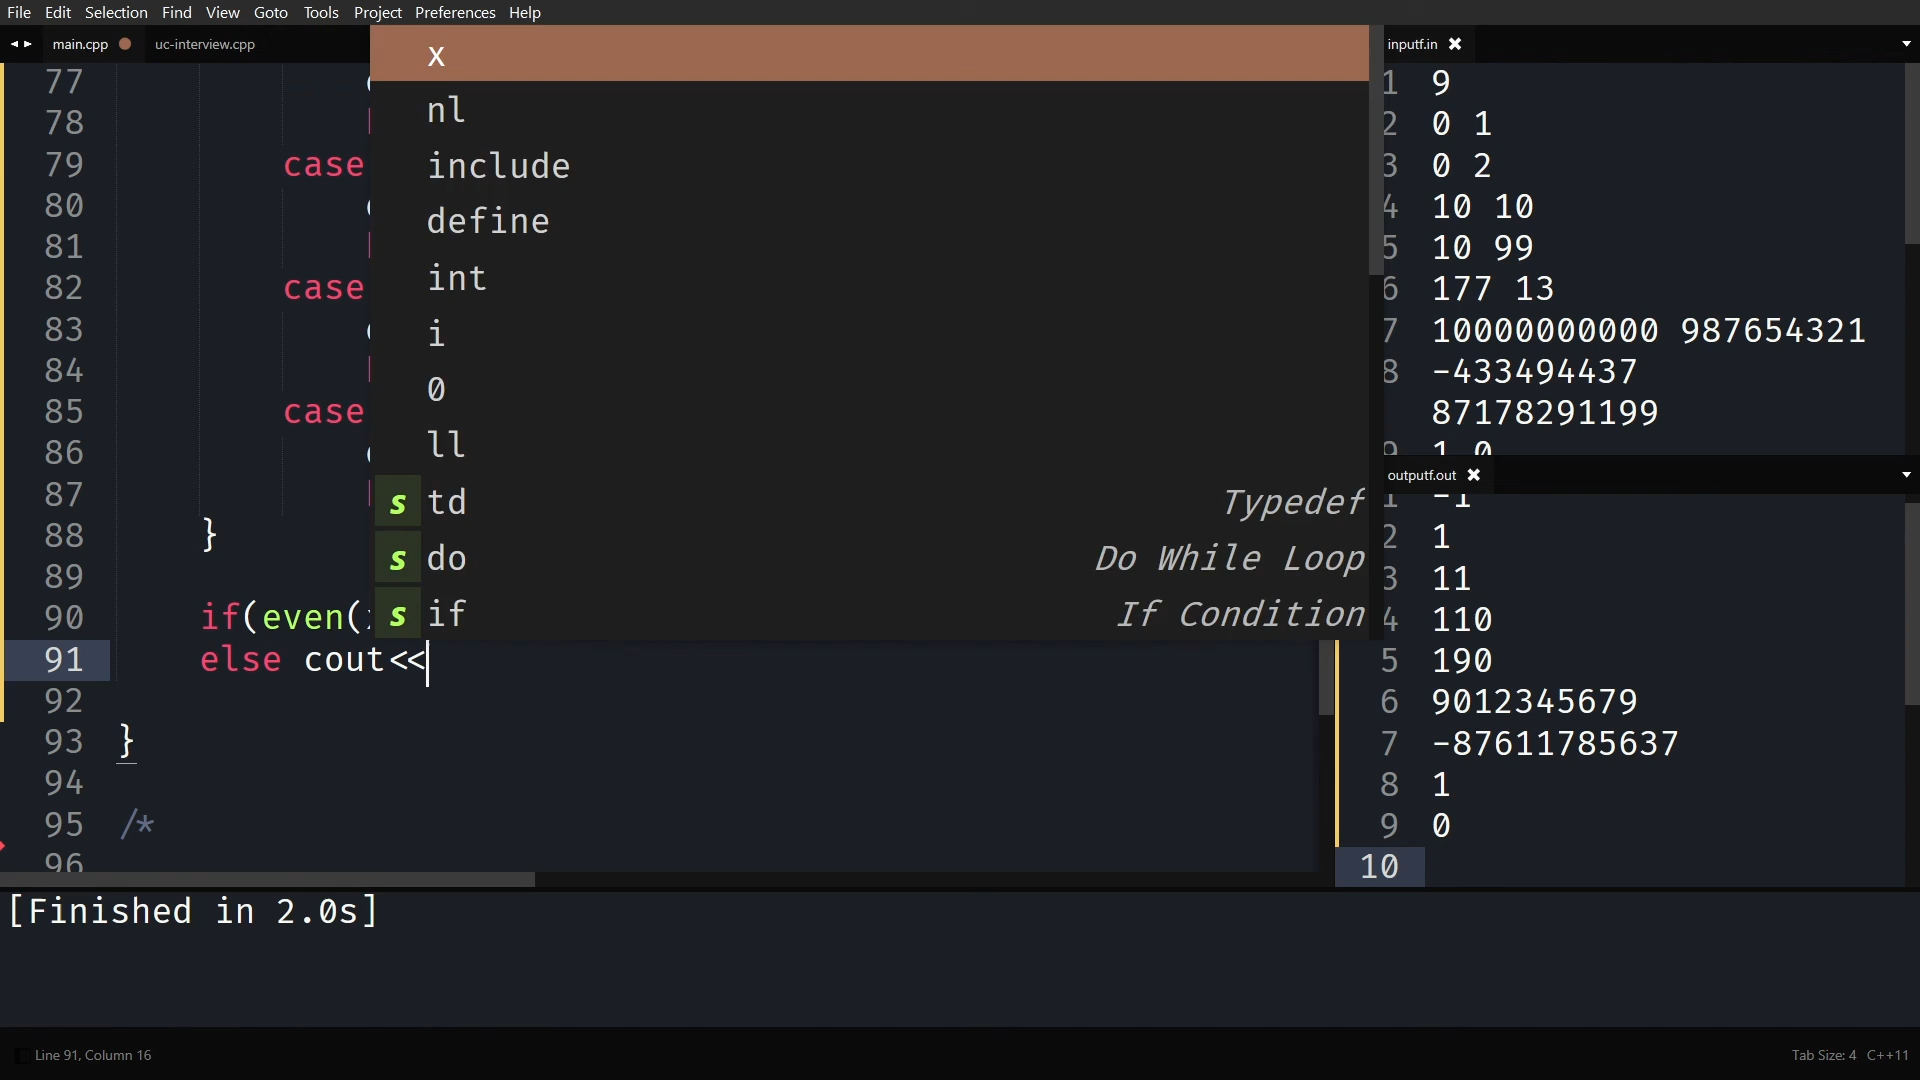 File Edit Selection Find View Goto Tools Project Preferences Help
main.cpp uc-interview.cpp
77
78
79 case
80
81
82 case
83
84
85 case
86
87
88 }
89
90 if(even(
91 else cout<<
92
93 }
94
95 /*
96
x
nl
include
define
int
i
0
ll
s td Typedef
s do Do While Loop
s if If Condition
inputf.in
1 9
2 0 1
3 0 2
4 10 10
5 10 99
6 177 13
7 10000000000 987654321
8 -433494437
87178291199
9 1 0
outputf.out
1 -1
2 1
3 11
4 110
5 190
6 9012345679
7 -87611785637
8 1
9 0
10
[Finished in 2.0s]
Line 91, Column 16
Tab Size: 4 C++11